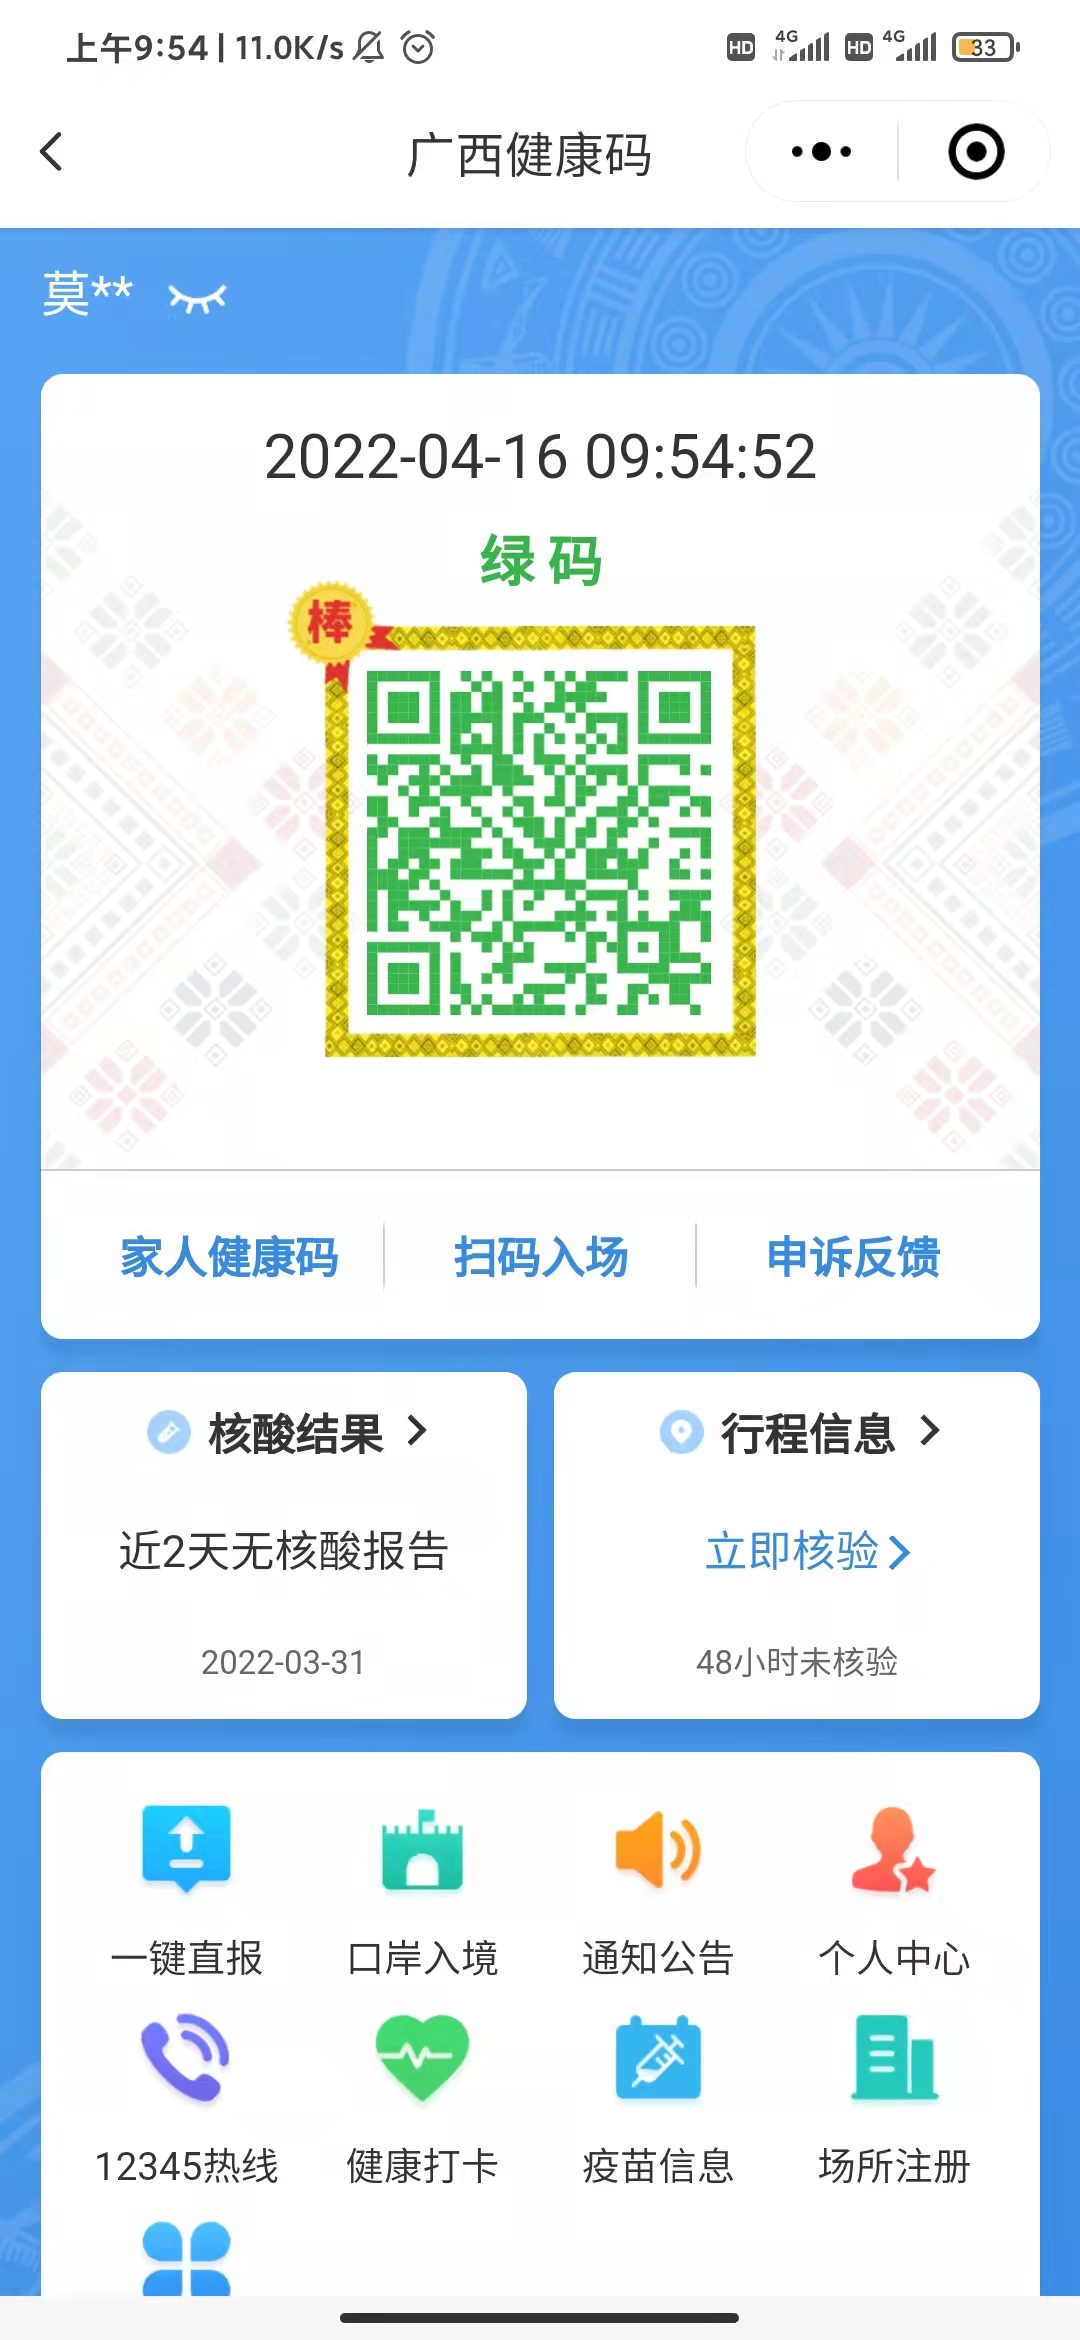 上午9:54 | 11.0K/s HD 4G HD 4G 33
广西健康码
莫**
2022-04-16 09:54:52
绿码
棒
家人健康码 扫码入场 申诉反馈
核酸结果 行程信息
近2天无核酸报告 立即核验
2022-03-31 48小时未核验
一键直报 口岸入境 通知公告 个人中心
12345热线 健康打卡 疫苗信息 场所注册